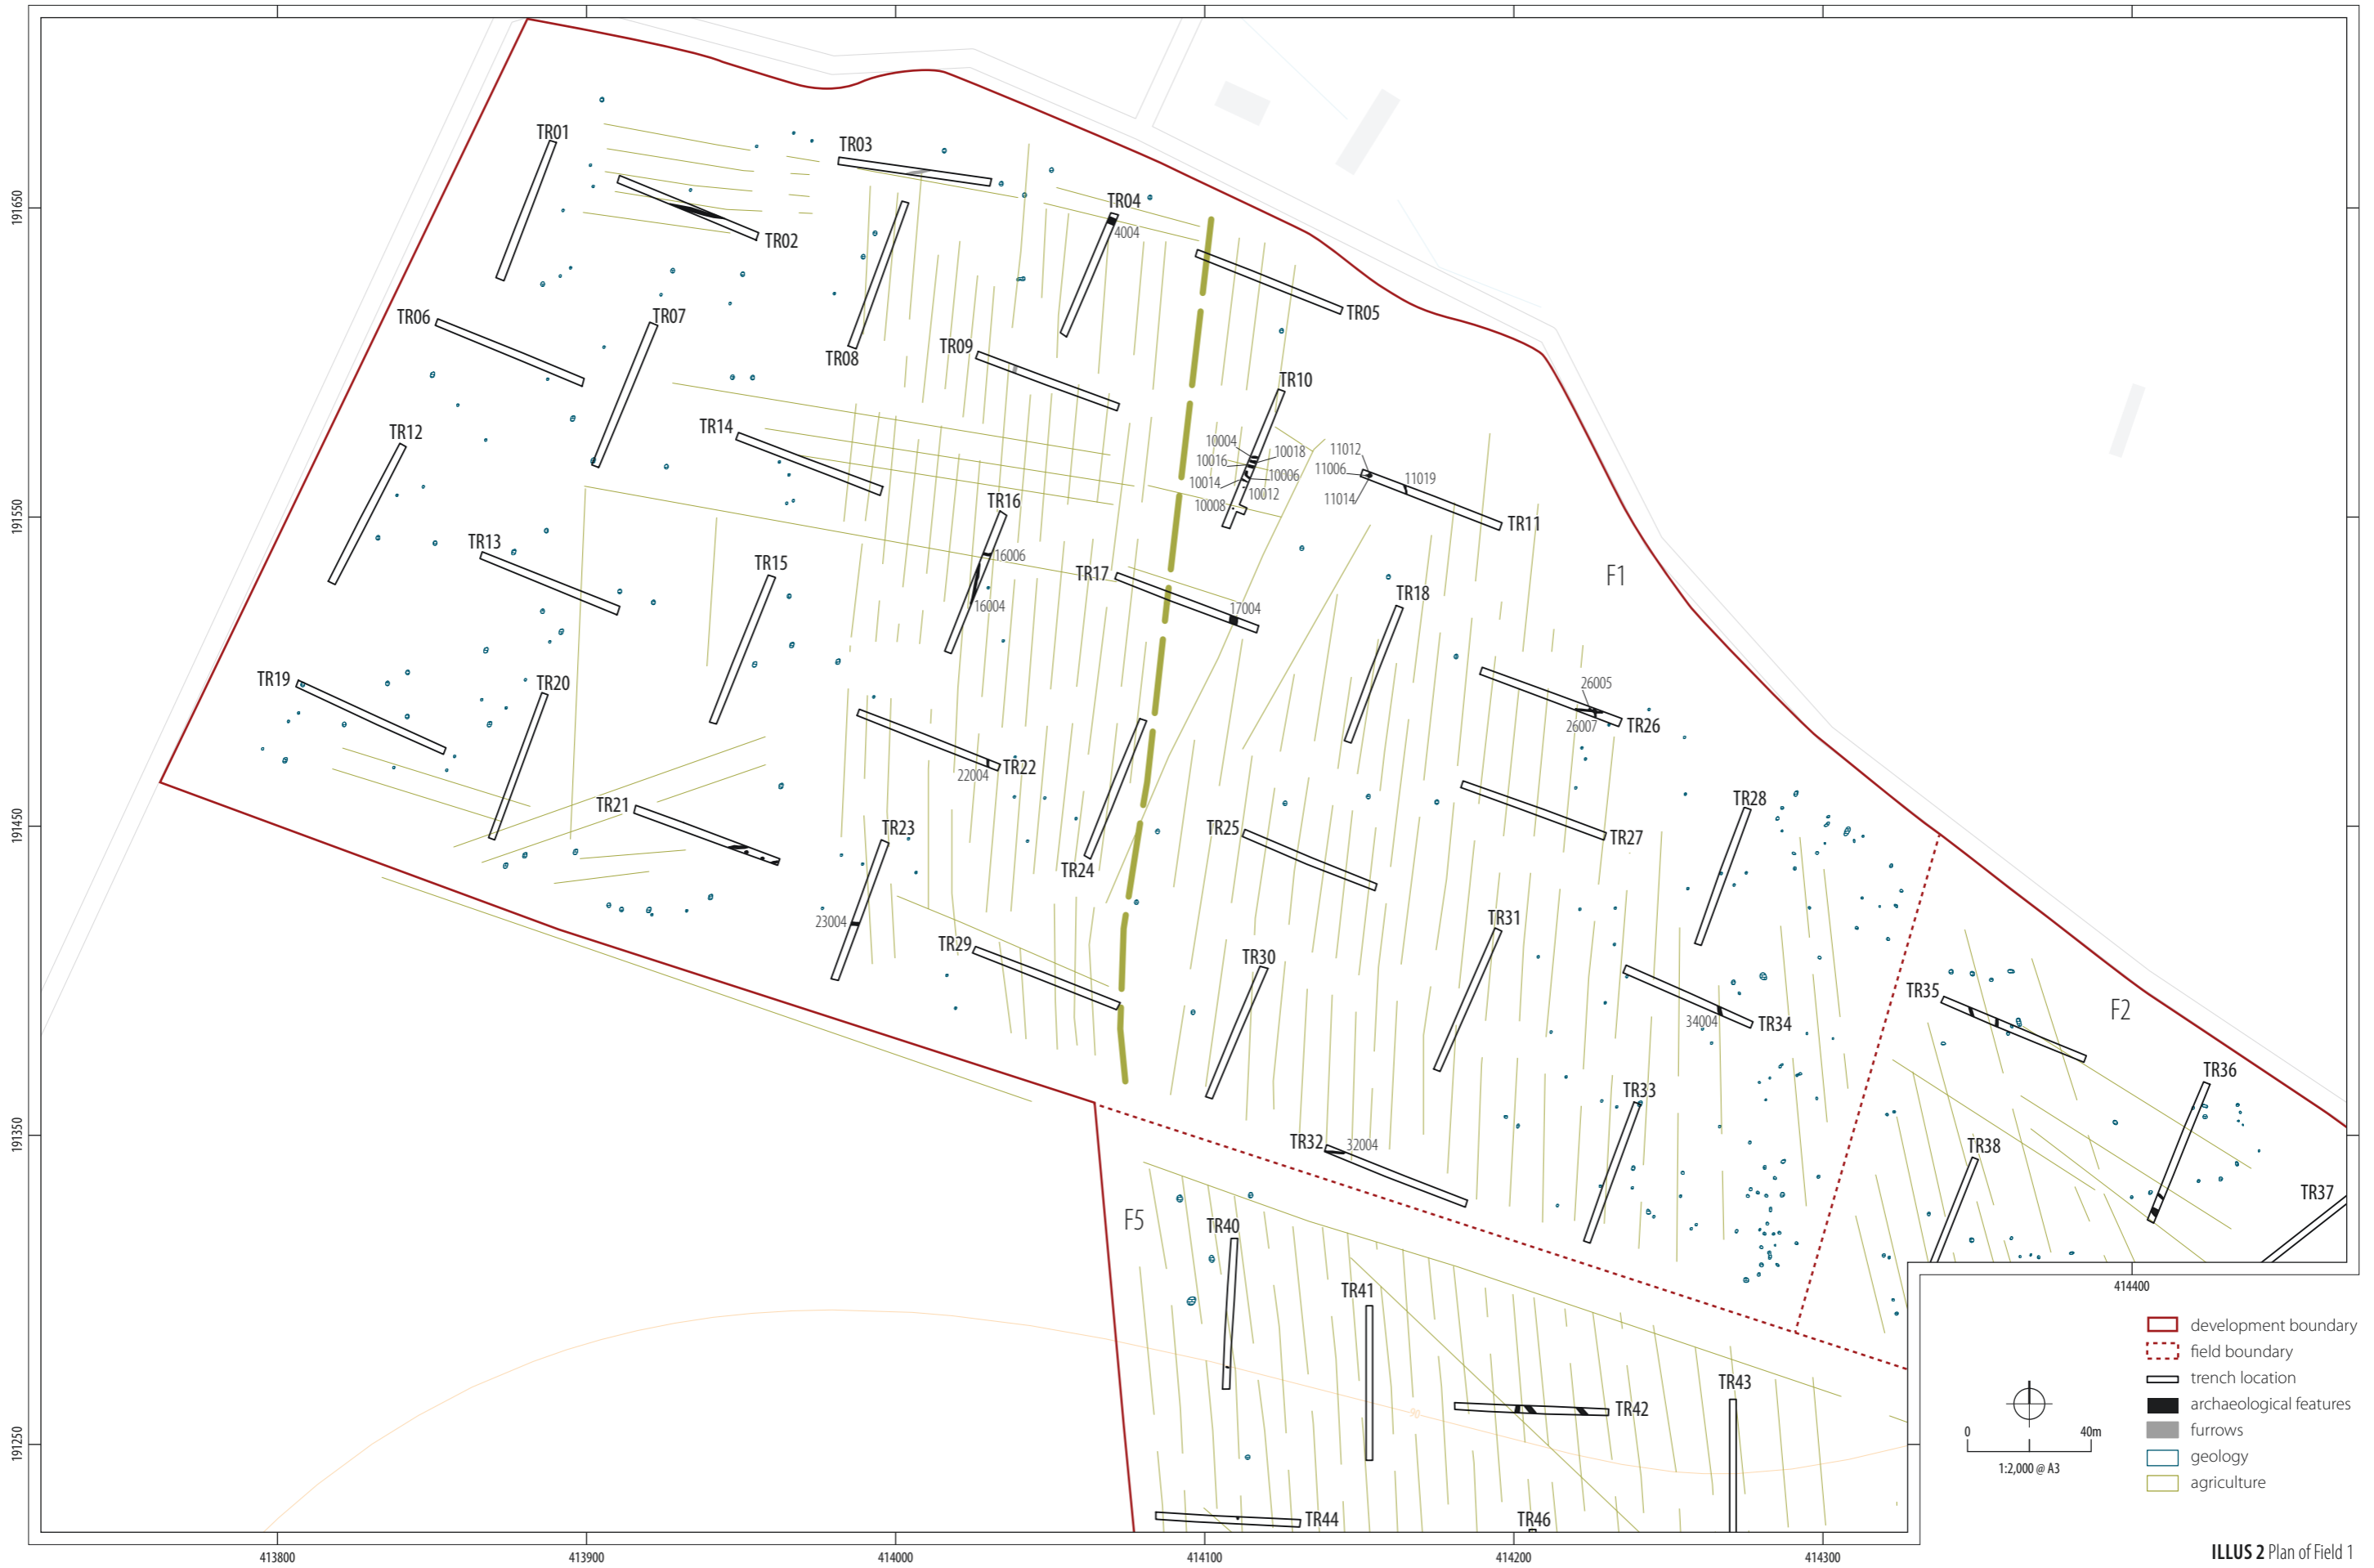 TR01
TR03
TR02
TR04
4004
TR05
TR06
TR07
TR08
TR09
TR10
10004
10018
10016
10006
10014
10012
10008
11012
11006
11019
11014
TR11
TR12
TR14
TR16
16006
16004
TR13
TR15
TR17
17004
TR18
F1
TR19
TR20
26005
26007
TR26
TR22
22004
TR21
TR23
23004
TR24
TR25
TR27
TR28
TR29
TR30
TR31
34004
TR34
TR35
F2
TR36
TR33
TR32
32004
TR38
TR37
F5
TR40
TR41
TR42
TR43
TR44
TR46
90
191650
191550
191450
191350
191250
413800
413900
414000
414100
414200
414300
414400
0
40m
1:2,000 @ A3
development boundary
field boundary
trench location
archaeological features
furrows
geology
agriculture
ILLUS 2 Plan of Field 1